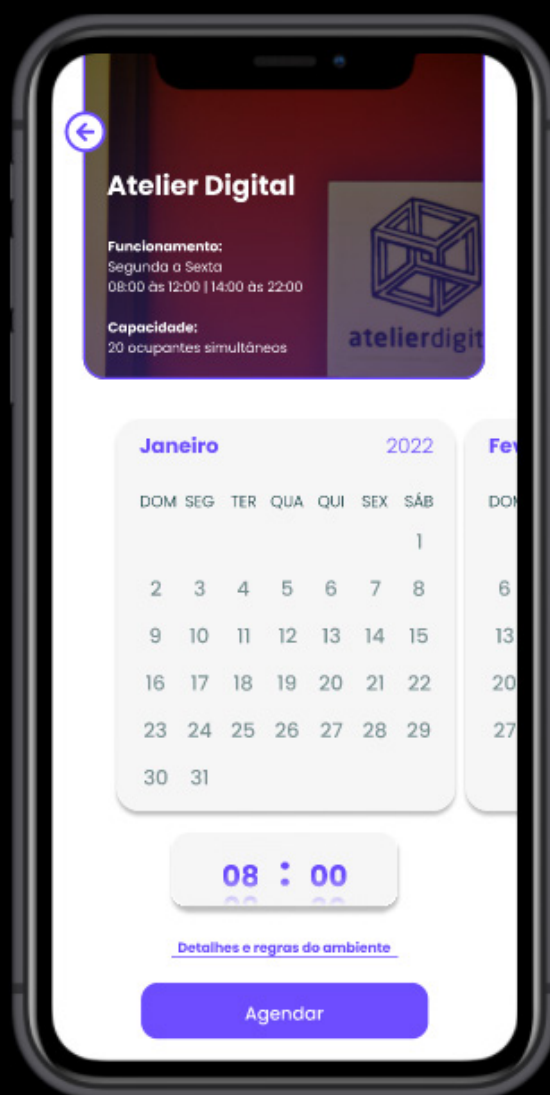 Atelier Digital
Funcionamento:
Segunda a Sexta
08:00 às 12:00 | 14:00 às 22:00
Capacidade:
20 ocupantes simultâneos
atelierdigit
Janeiro 2022
DOM SEG TER QUA QUI SEX SÁB
1
2 3 4 5 6 7 8
9 10 11 12 13 14 15
16 17 18 19 20 21 22
23 24 25 26 27 28 29
30 31
Fev
DOM
6
13
20
27
08 : 00
Detalhes e regras do ambiente
Agendar